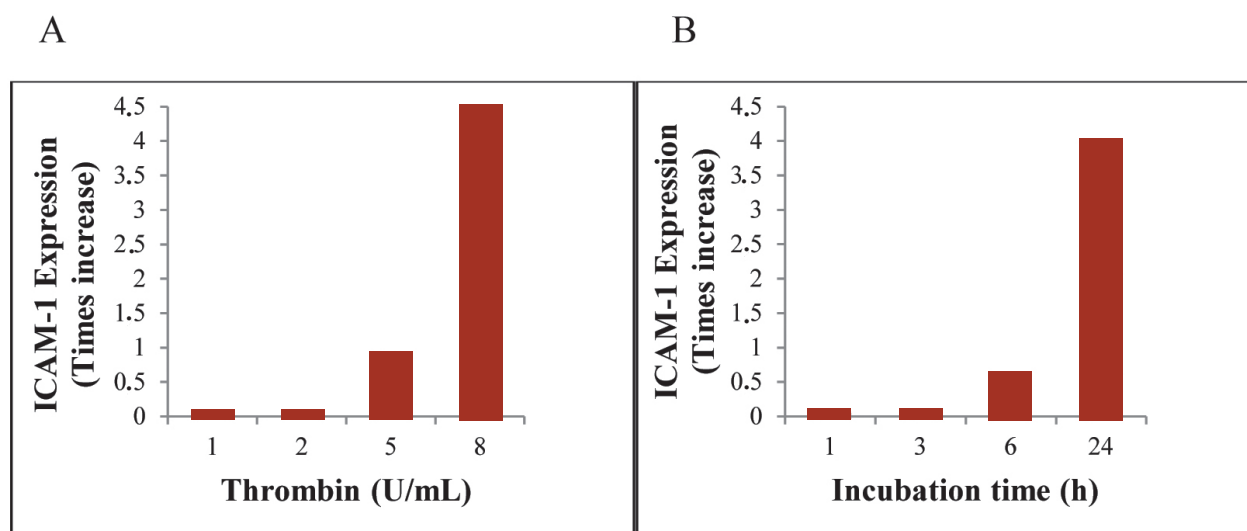 A
ICAM-1 Expression
(Times increase)
4.5
4
3.5
3
2.5
2
1.5
1
0.5
0
1 2 5 8
Thrombin (U/mL)
B
ICAM-1 Expression
(Times increase)
4.5
4
3.5
3
2.5
2
1.5
1
0.5
0
1 3 6 24
Incubation time (h)